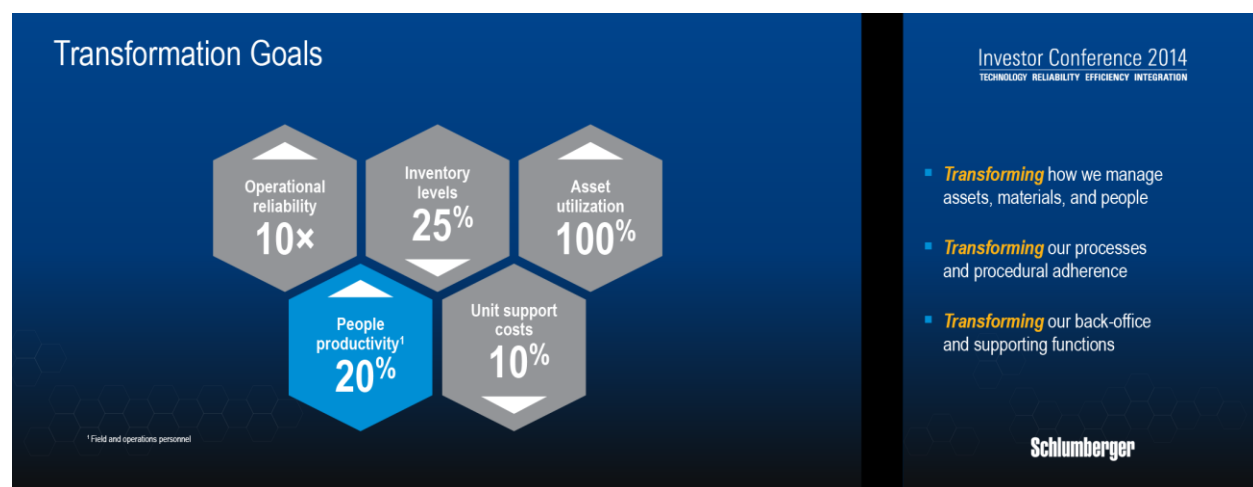 Transformation Goals
Operational
reliability
10×
Inventory
levels
25%
Asset
utilization
100%
People
productivity¹
20%
Unit support
costs
10%
¹ Field and operations personnel
Investor Conference 2014
TECHNOLOGY RELIABILITY EFFICIENCY INTEGRATION
Transforming how we manage
assets, materials, and people
Transforming our processes
and procedural adherence
Transforming our back-office
and supporting functions
Schlumberger